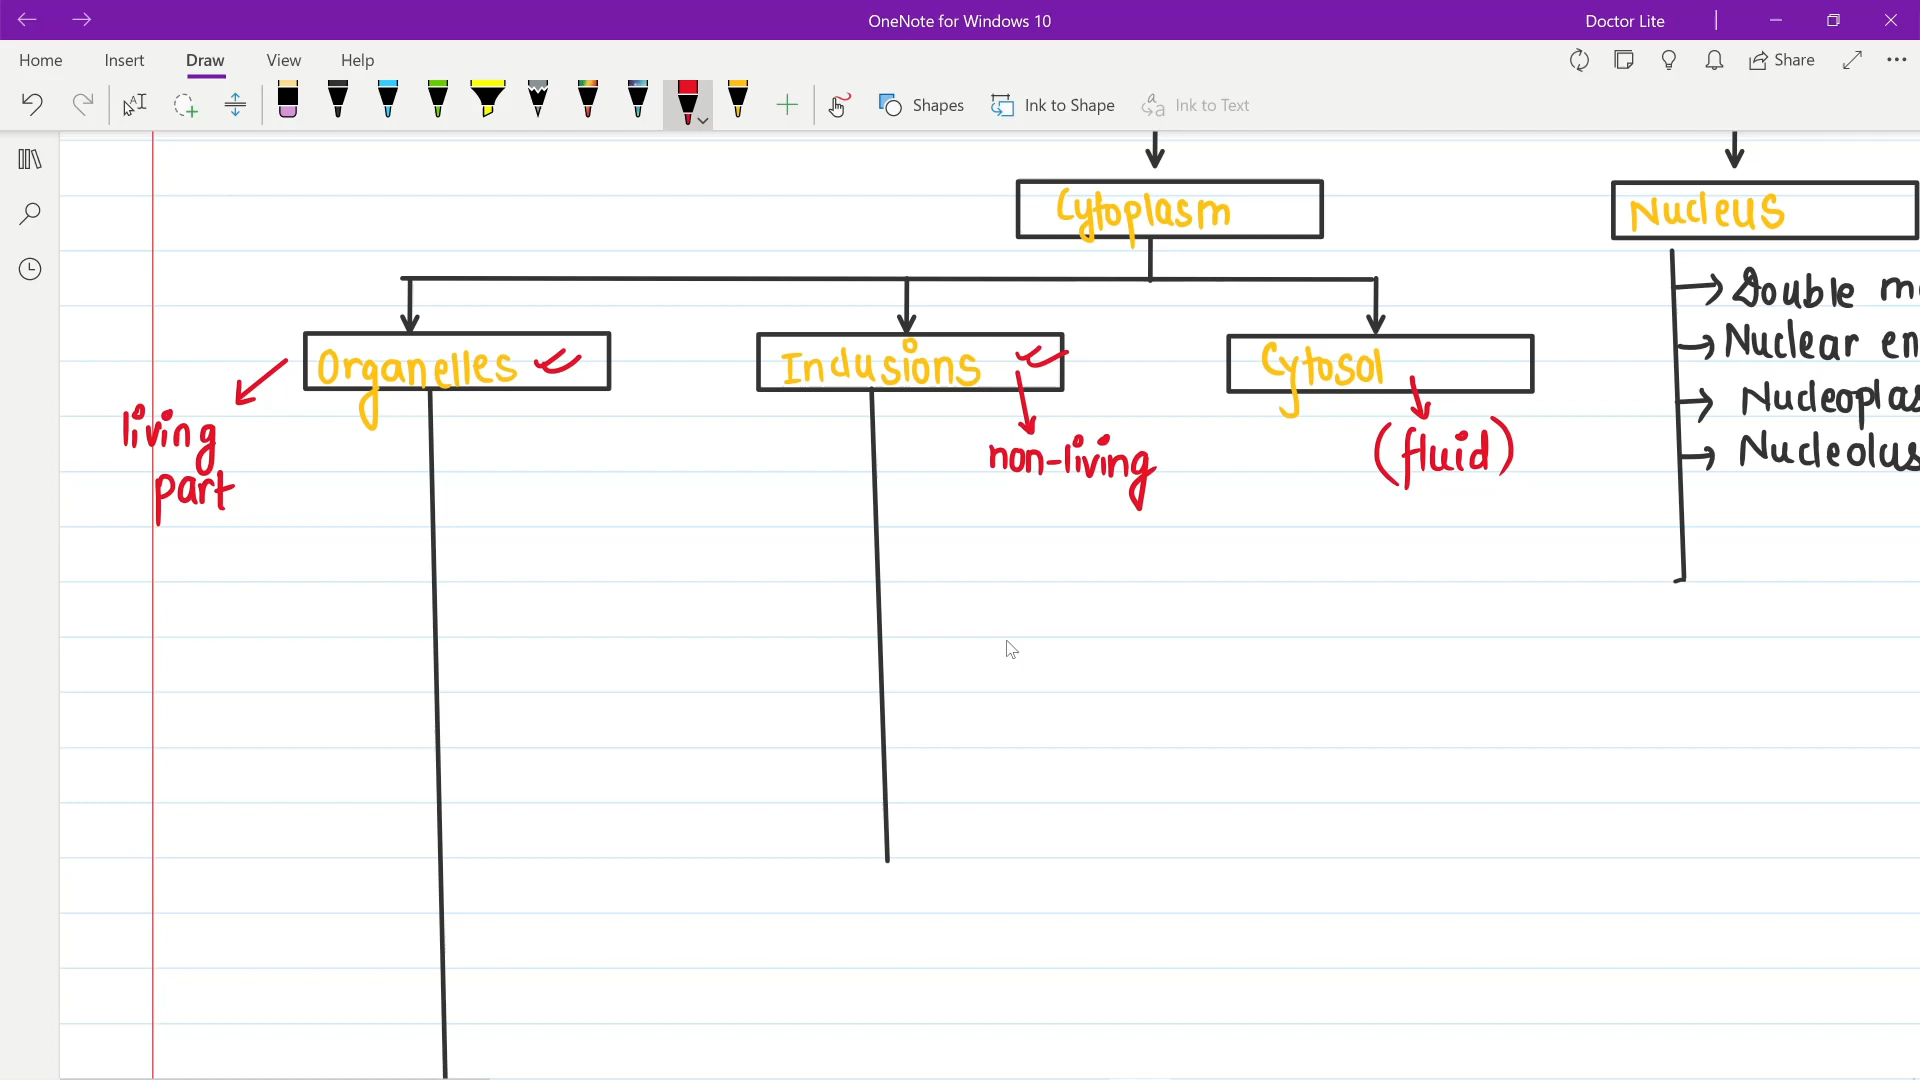 OneNote for Windows 10
Doctor Lite
Home
Insert
Draw
View
Help
Share
Shapes
Ink to Shape
Ink to Text
Cytoplasm
Nucleus
Organelles
Inclusions
Cytosol
living
part
non-living
(fluid)
Double
Nuclear en
Nucleoplas
Nucleolus